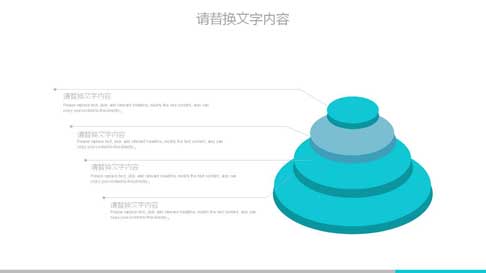 请替换文字内容
请替换文字内容
Please replace text, click add relevant headline, modify the text content, also can
copy your content to this directly.
请替换文字内容
Please replace text, click add relevant headline, modify the text content, also can
copy your content to this directly.
请替换文字内容
Please replace text, click add relevant headline, modify the text content, also can
copy your content to this directly.
请替换文字内容
Please replace text, click add relevant headline, modify the text content, also can
copy your content to this directly.